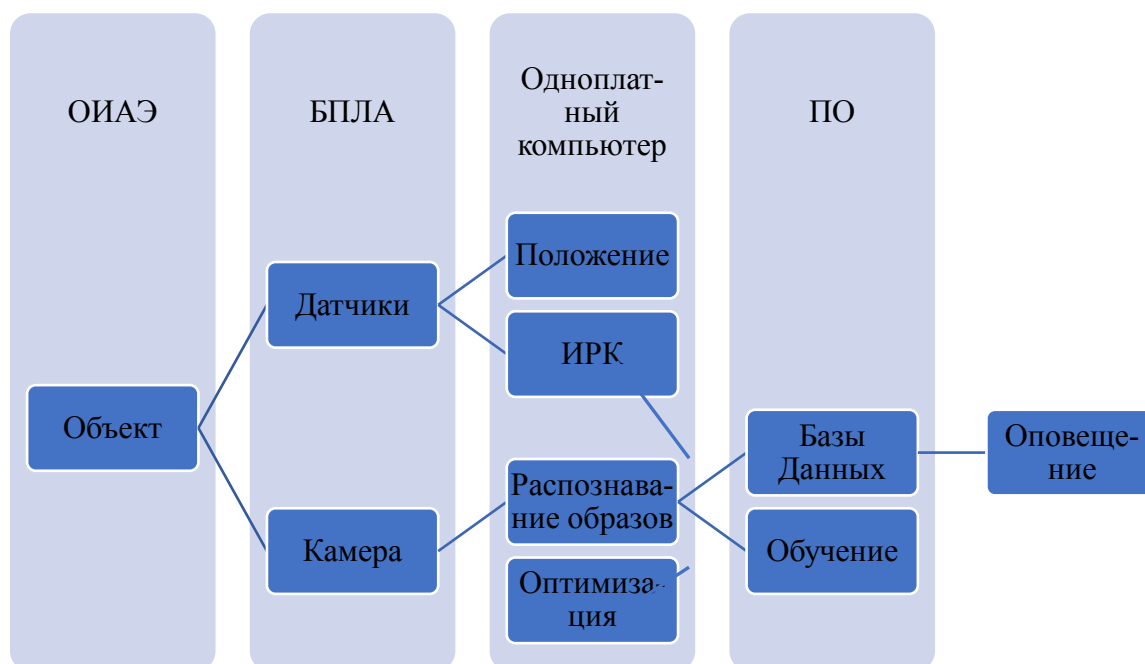 ОИАЭ
БПЛА
Одноплат-
ный
компьютер
ПО
Объект
Датчики
Камера
Положение
ИРК
Распознава-
ние образов
Оптимиза-
ция
Базы
Данных
Обучение
Оповеще-
ние